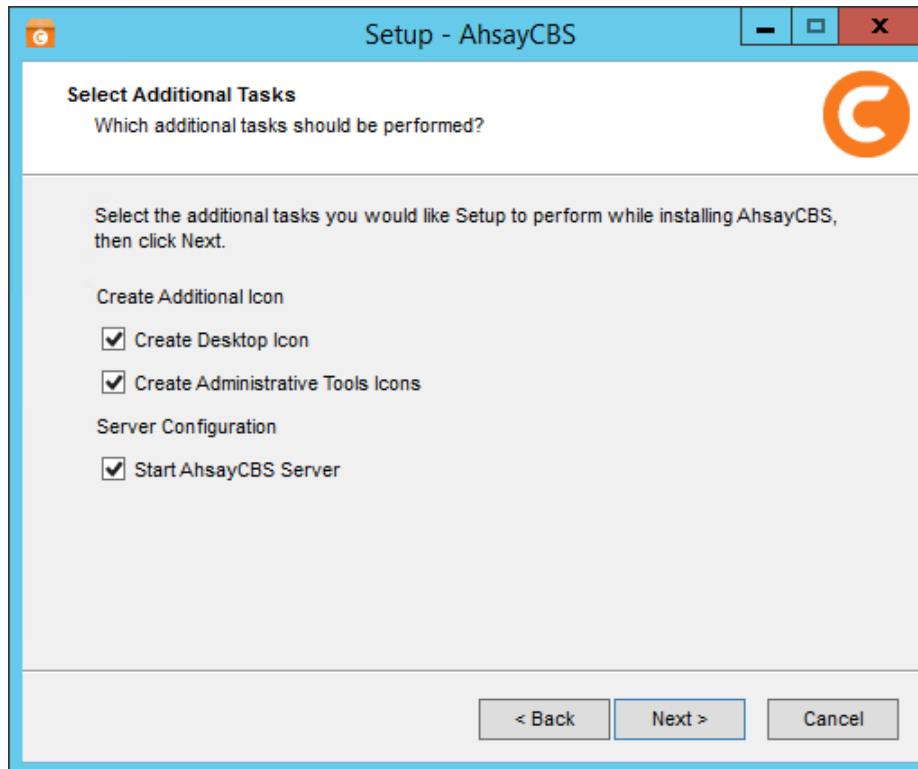 Setup - AhsayCBS
Select Additional Tasks
Which additional tasks should be performed?
Select the additional tasks you would like Setup to perform while installing AhsayCBS,
then click Next.
Create Additional Icon
Create Desktop Icon
Create Administrative Tools Icons
Server Configuration
Start AhsayCBS Server
< Back
Next >
Cancel